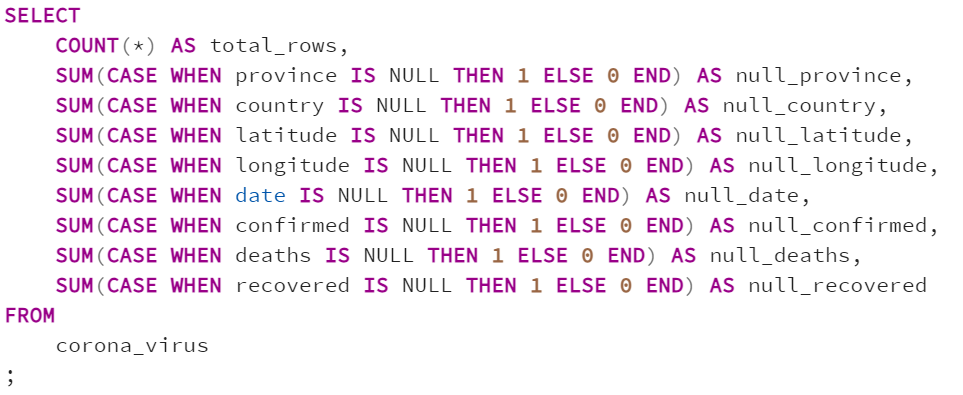 SELECT
    COUNT(*) AS total_rows,
    SUM(CASE WHEN province IS NULL THEN 1 ELSE 0 END) AS null_province,
    SUM(CASE WHEN country IS NULL THEN 1 ELSE 0 END) AS null_country,
    SUM(CASE WHEN latitude IS NULL THEN 1 ELSE 0 END) AS null_latitude,
    SUM(CASE WHEN longitude IS NULL THEN 1 ELSE 0 END) AS null_longitude,
    SUM(CASE WHEN date IS NULL THEN 1 ELSE 0 END) AS null_date,
    SUM(CASE WHEN confirmed IS NULL THEN 1 ELSE 0 END) AS null_confirmed,
    SUM(CASE WHEN deaths IS NULL THEN 1 ELSE 0 END) AS null_deaths,
    SUM(CASE WHEN recovered IS NULL THEN 1 ELSE 0 END) AS null_recovered
FROM
    corona_virus
;